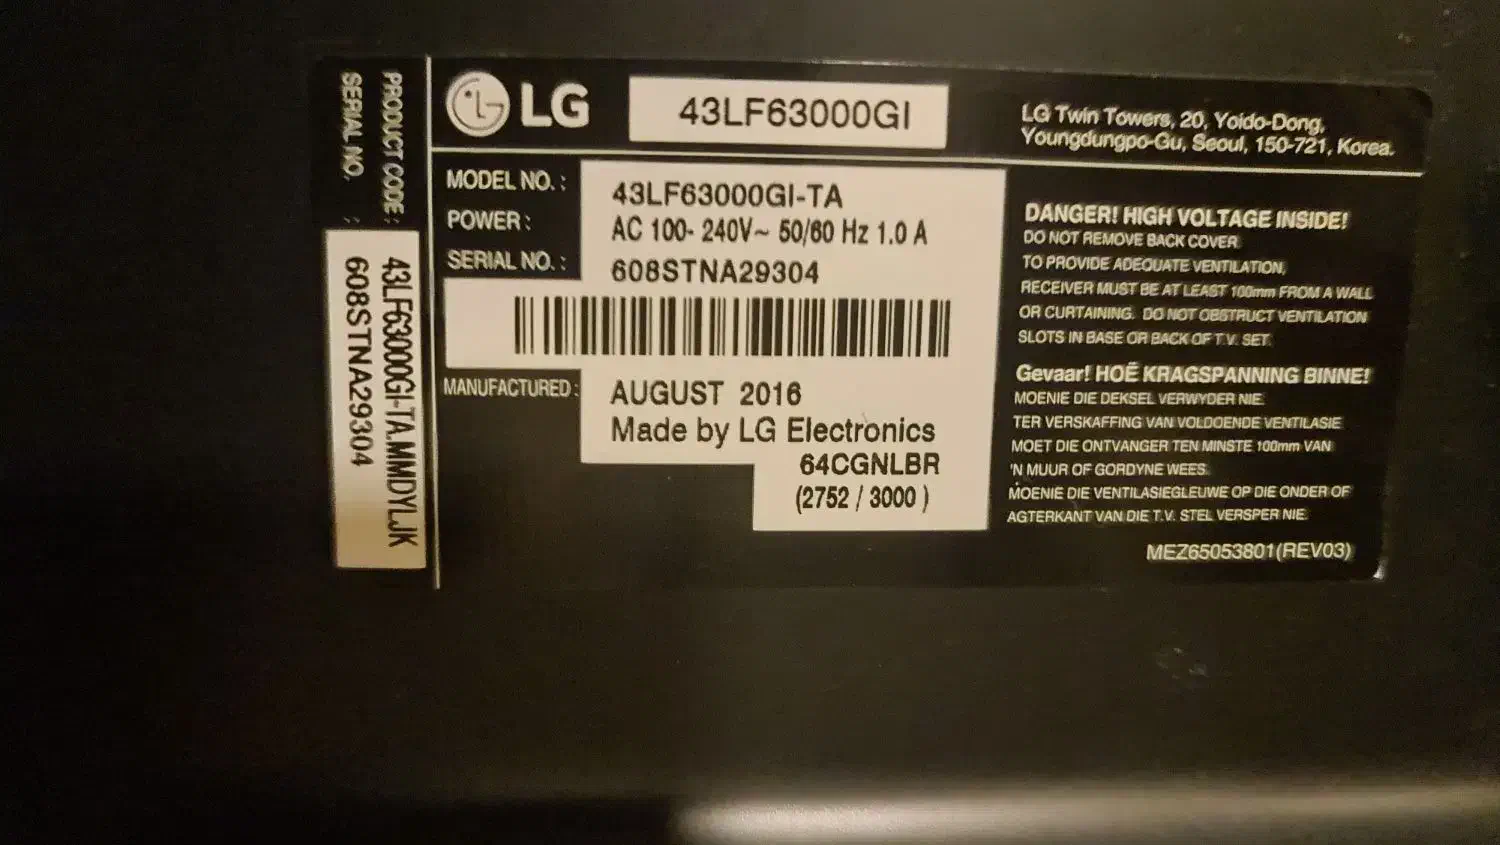 PRODUCT CODE :
SERIAL NO. :
43LF63000GI-TA.MMDYLJK
608STNA29304
LG
43LF63000GI
LG Twin Towers, 20, Yoido-Dong,
Youngdungpo-Gu, Seoul, 150-721, Korea.
MODEL NO. : 43LF63000GI-TA
POWER : AC 100- 240V~ 50/60 Hz 1.0 A
SERIAL NO. : 608STNA29304
MANUFACTURED : AUGUST 2016
Made by LG Electronics
64CGNLBR
(2752 / 3000 )
DANGER! HIGH VOLTAGE INSIDE!
DO NOT REMOVE BACK COVER
TO PROVIDE ADEQUATE VENTILATION,
RECEIVER MUST BE AT LEAST 100mm FROM A WALL
OR CURTAINING. DO NOT OBSTRUCT VENTILATION
SLOTS IN BASE OR BACK OF T.V. SET.
Gevaar! HOË KRAGSPANNING BINNE!
MOENIE DIE DEKSEL VERWYDER NIE.
TER VERSKAFFING VAN VOLDOENDE VENTILASIE
MOET DIE ONTVANGER TEN MINSTE 100mm VAN
'N MUUR OF GORDYNE WEES.
MOENIE DIE VENTILASIEGLEUWE OP DIE ONDER OF
AGTERKANT VAN DIE T.V. STEL VERSPER NIE.
MEZ65053801(REV03)